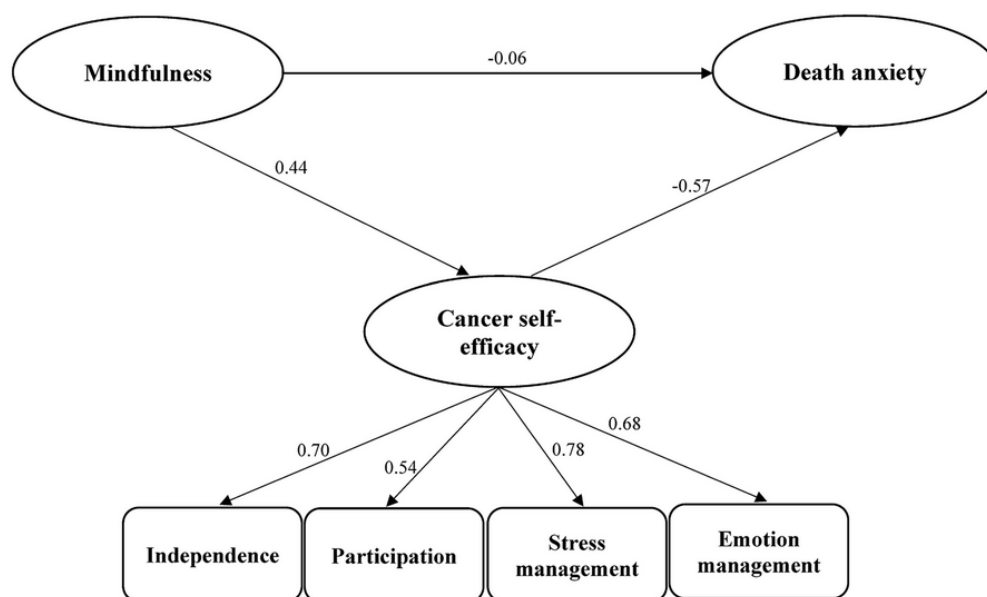 Mindfulness
-0.06
Death anxiety
0.44
-0.57
Cancer self-
efficacy
0.70
0.54
0.78
0.68
Independence
Participation
Stress
management
Emotion
management